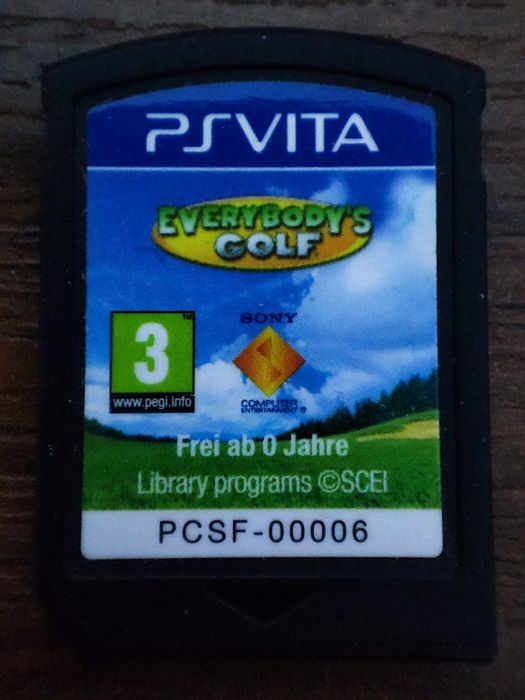 PSVITA
EVERYBODY'S
GOLF
SONY
3
™
www.pegi.info
COMPUTER
ENTERTAINMENT ®
Frei ab 0 Jahre
Library programs ©SCEI
PCSF-00006